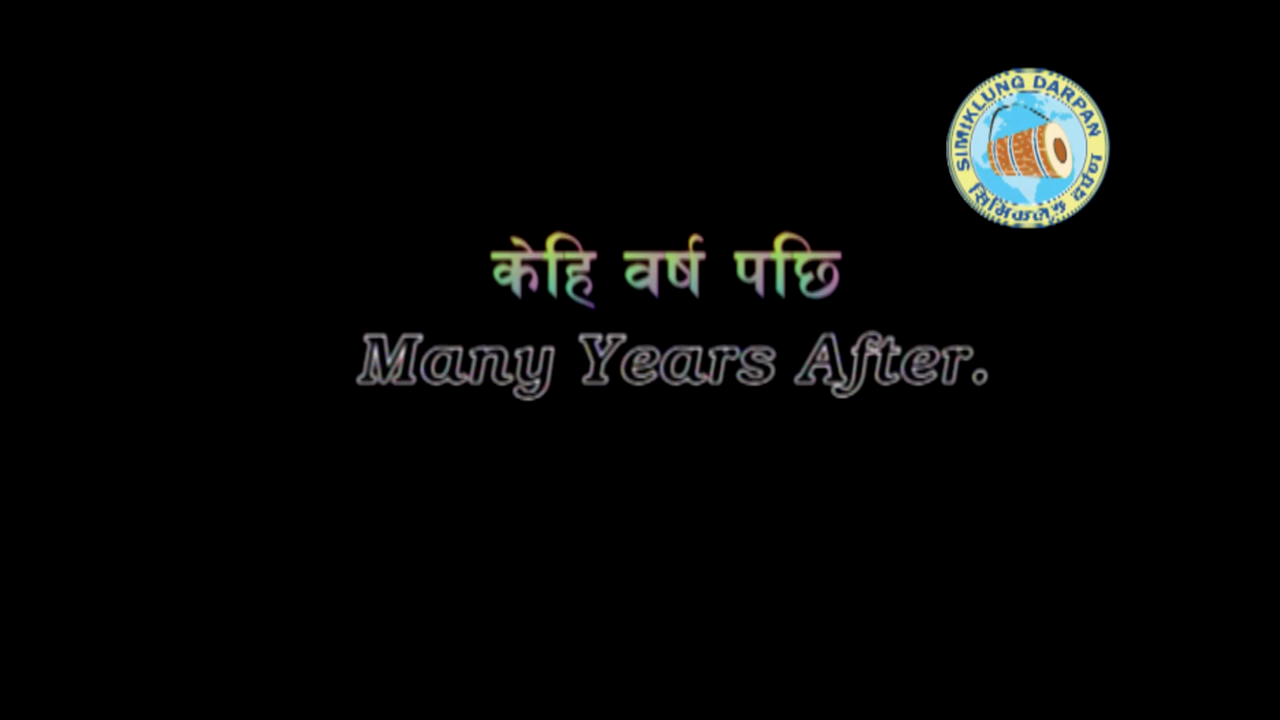 SIMIKLUNG DARPAN
केहि वर्ष पछि
Many Years After.